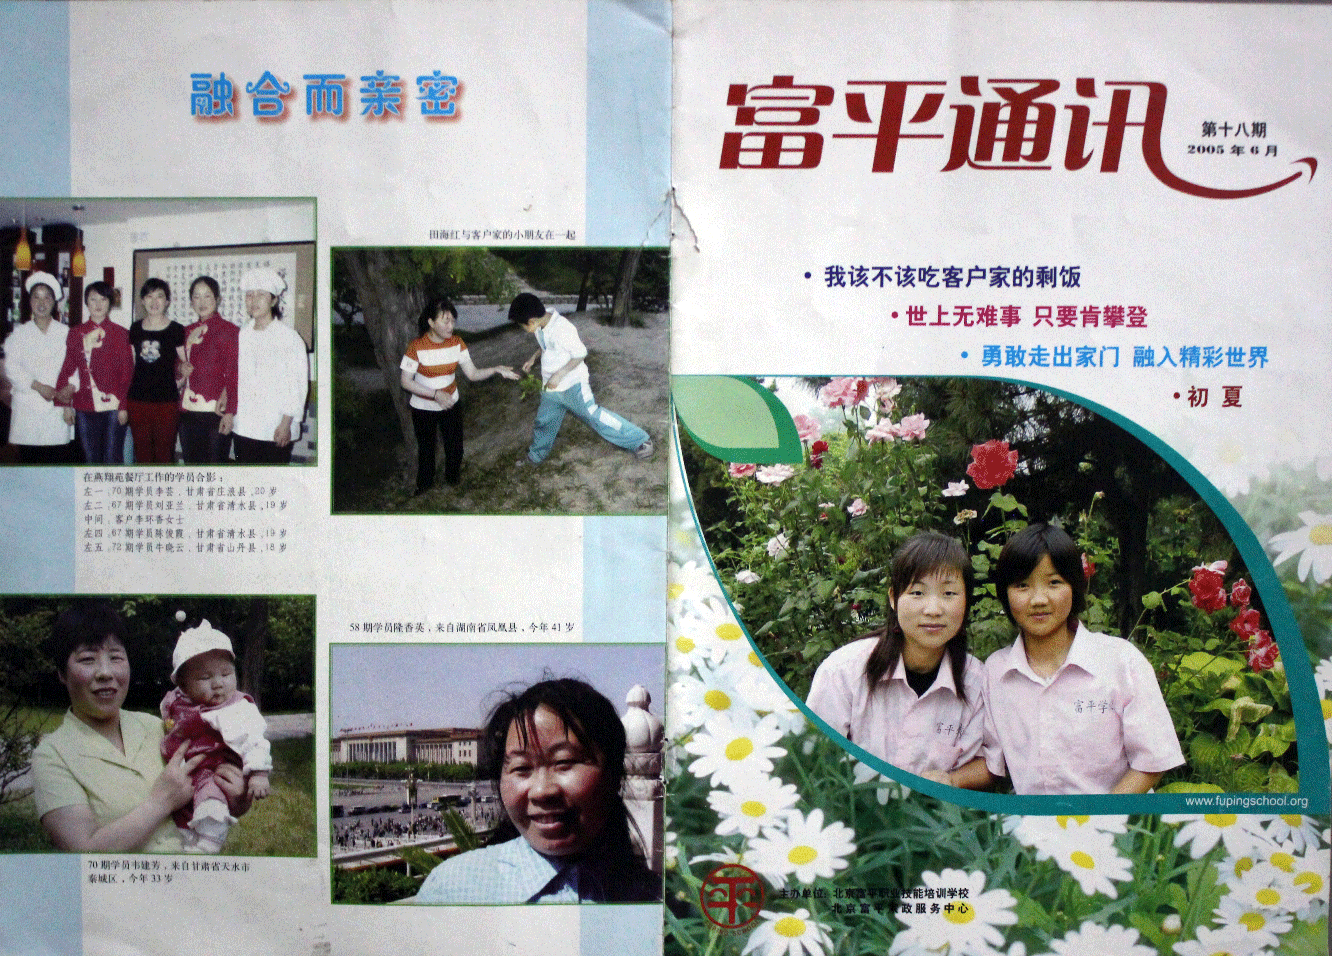 融合而亲密
田海红与客户家的小朋友在一起
在燕翔苑餐厅工作的学员合影：
左一、70期学员李芸，甘肃省庄浪县，20岁
左二、67期学员刘亚兰，甘肃省清水县，19岁
中间、客户李环香女士
左四、67期学员陈俊霞，甘肃省清水县，19岁
左五、72期学员牛晓云，甘肃省山丹县，18岁
58期学员隆香英，来自湖南省凤凰县，今年41岁
70期学员韦建芳，来自甘肃省天水市
秦城区，今年33岁
富平通讯
第十八期
2005年6月
•我该不该吃客户家的剩饭
•世上无难事 只要肯攀登
•勇敢走出家门 融入精彩世界
•初 夏
富平学
www.fupingschool.org
主办单位：北京富平职业技能培训学校
北京富平家政服务中心